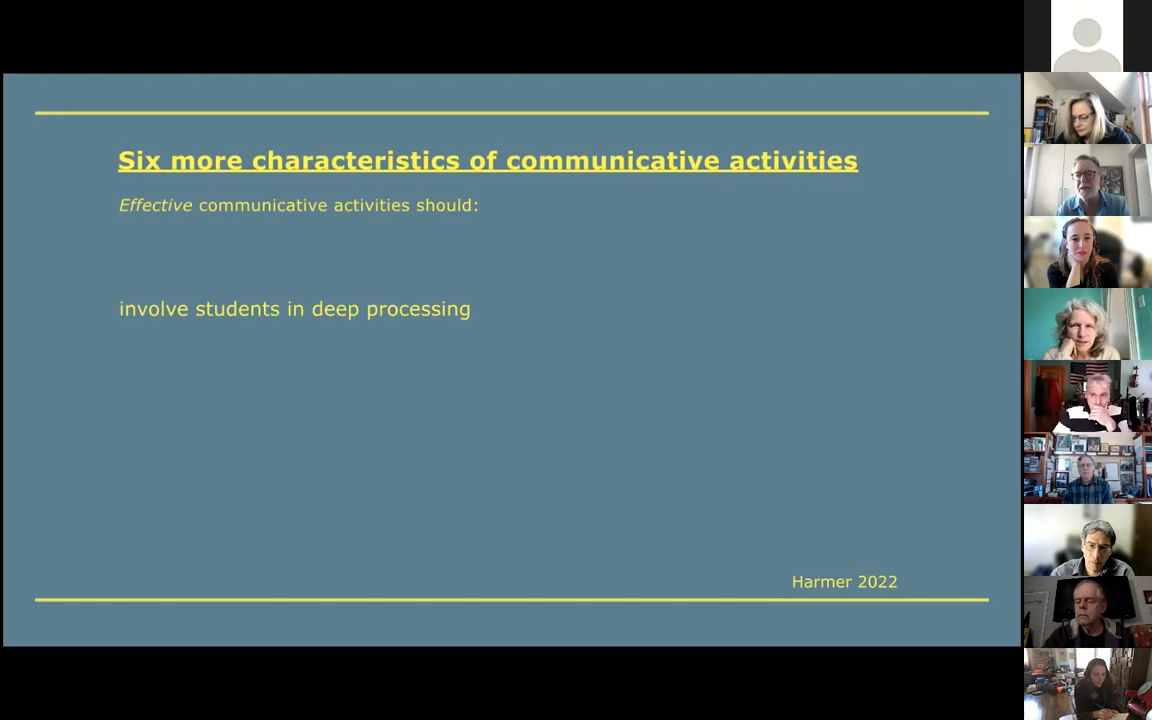 Six more characteristics of communicative activities
Effective communicative activities should:
involve students in deep processing
Harmer 2022